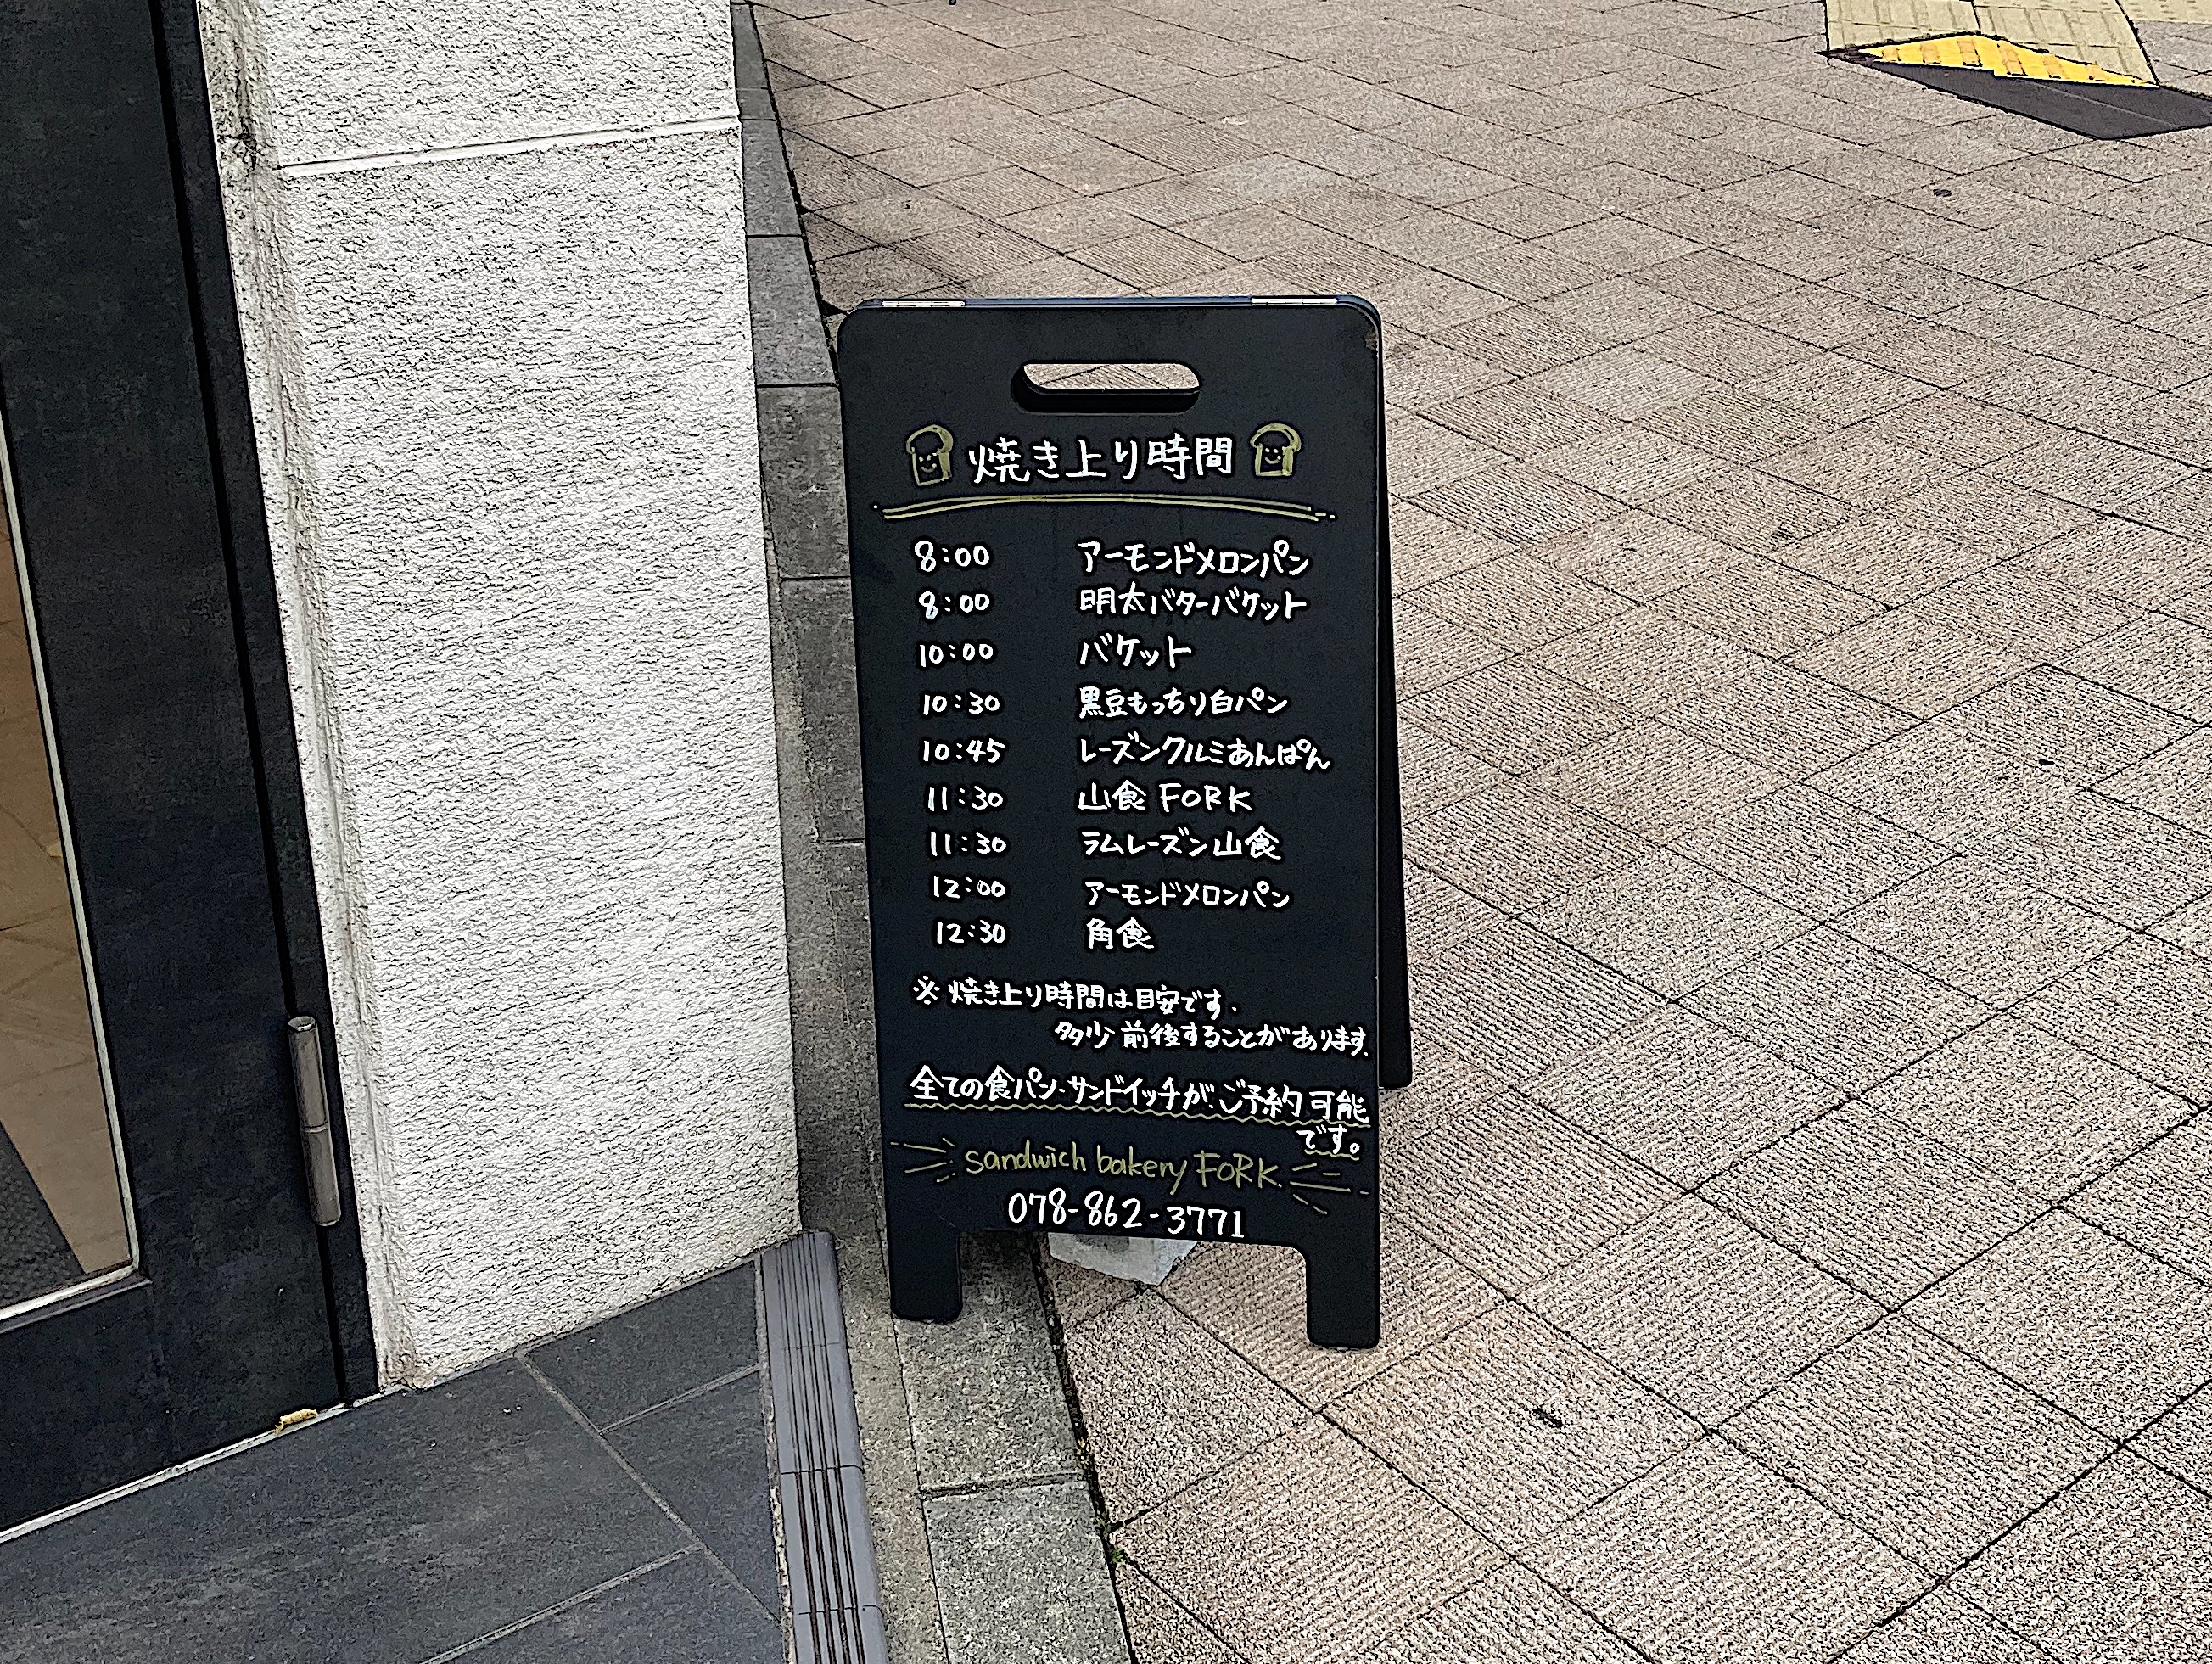 焼き上り時間
8:00 アーモンドメロンパン
8:00 明太バターバケット
10:00 バケット
10:30 黒豆もっちり白パン
10:45 レーズンクルミあんぱん
11:30 山食 FORK
11:30 ラムレーズン山食
12:00 アーモンドメロンパン
12:30 角食
※焼き上り時間は目安です.
多少前後することがあります.
全ての食パン・サンドイッチが、ご予約可能
です。
sandwich bakery FORK.
078-862-3771